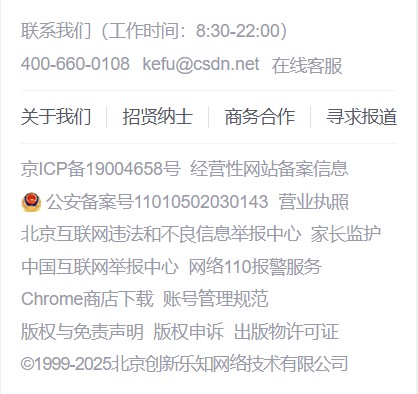 联系我们（工作时间：8:30-22:00）
400-660-0108 kefu@csdn.net 在线客服
关于我们 招贤纳士 商务合作 寻求报道
京ICP备19004658号 经营性网站备案信息
公安备案号11010502030143 营业执照
北京互联网违法和不良信息举报中心 家长监护
中国互联网举报中心 网络110报警服务
Chrome商店下载 账号管理规范
版权与免责声明 版权申诉 出版物许可证
©1999-2025北京创新乐知网络技术有限公司